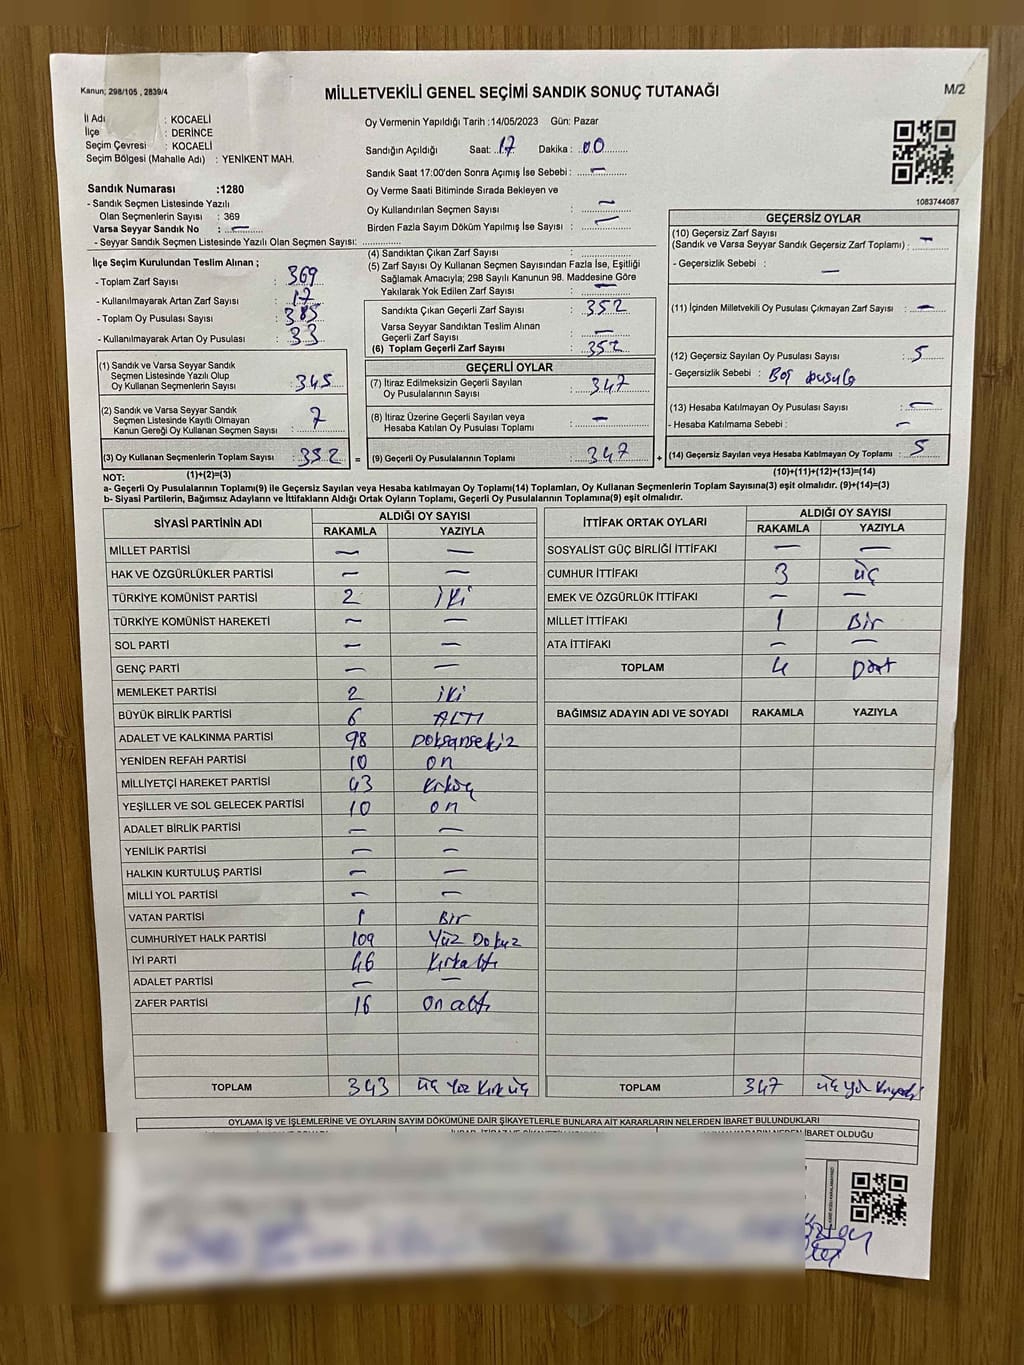 Kanun; 298/105 , 2839/4
MİLLETVEKİLİ GENEL SEÇİMİ SANDIK SONUÇ TUTANAĞI
M/2
İl Adı : KOCAELİ
İlçe : DERİNCE
Seçim Çevresi : KOCAELİ
Seçim Bölgesi (Mahalle Adı) : YENİKENT MAH.
Sandık Numarası :1280
- Sandık Seçmen Listesinde Yazılı
Olan Seçmenlerin Sayısı : 369
Varsa Seyyar Sandık No : —
- Seyyar Sandık Seçmen Listesinde Yazılı Olan Seçmen Sayısı: ..............
Oy Vermenin Yapıldığı Tarih :14/05/2023 Gün: Pazar
Sandığın Açıldığı Saat: 17 Dakika : 00
Sandık Saat 17:00'den Sonra Açımış İse Sebebi : —
Oy Verme Saati Bitiminde Sırada Bekleyen ve
Oy Kullandırılan Seçmen Sayısı : —
Birden Fazla Sayım Döküm Yapılmış İse Sayısı : —
1083744087
İlçe Seçim Kurulundan Teslim Alınan ;
- Toplam Zarf Sayısı : 369
- Kullanılmayarak Artan Zarf Sayısı : 17
- Toplam Oy Pusulası Sayısı : 385
- Kullanılmayarak Artan Oy Pusulası : 33
(1) Sandık ve Varsa Seyyar Sandık
Seçmen Listesinde Yazılı Olup
Oy Kullanan Seçmenlerin Sayısı : 345
(2) Sandık ve Varsa Seyyar Sandık
Seçmen Listesinde Kayıtlı Olmayan
Kanun Gereği Oy Kullanan Seçmen Sayısı : 7
(3) Oy Kullanan Seçmenlerin Toplam Sayısı : 352 =
(1)+(2)=(3)
(4) Sandıktan Çıkan Zarf Sayısı :
(5) Zarf Sayısı Oy Kullanan Seçmen Sayısından Fazla İse, Eşitliği
Sağlamak Amacıyla; 298 Sayılı Kanunun 98. Maddesine Göre
Yakılarak Yok Edilen Zarf Sayısı : —
Sandıkta Çıkan Geçerli Zarf Sayısı : 352
Varsa Seyyar Sandıktan Teslim Alınan
Geçerli Zarf Sayısı : —
(6) Toplam Geçerli Zarf Sayısı : 352
GEÇERLİ OYLAR
(7) İtiraz Edilmeksizin Geçerli Sayılan
Oy Pusulalarının Sayısı : 347
(8) İtiraz Üzerine Geçerli Sayılan veya
Hesaba Katılan Oy Pusulası Toplamı : —
(9) Geçerli Oy Pusulalarının Toplamı : 347 +
GEÇERSİZ OYLAR
(10) Geçersiz Zarf Sayısı
(Sandık ve Varsa Seyyar Sandık Geçersiz Zarf Toplamı) : —
- Geçersizlik Sebebi : —
(11) İçinden Milletvekili Oy Pusulası Çıkmayan Zarf Sayısı : —
(12) Geçersiz Sayılan Oy Pusulası Sayısı : 5
- Geçersizlik Sebebi : Boş pusula
(13) Hesaba Katılmayan Oy Pusulası Sayısı : —
- Hesaba Katılmama Sebebi : —
(14) Geçersiz Sayılan veya Hesaba Katılmayan Oy Toplamı : 5
(10)+(11)+(12)+(13)=(14)
NOT:
a- Geçerli Oy Pusulalarının Toplamı(9) ile Geçersiz Sayılan veya Hesaba katılmayan Oy Toplamı(14) Toplamları, Oy Kullanan Seçmenlerin Toplam Sayısına(3) eşit olmalıdır. (9)+(14)=(3)
b- Siyasi Partilerin, Bağımsız Adayların ve İttifakların Aldığı Ortak Oyların Toplamı, Geçerli Oy Pusulalarının Toplamına(9) eşit olmalıdır.
SİYASİ PARTİNİN ADI ALDIĞI OY SAYISI
RAKAMLA YAZIYLA
MİLLET PARTİSİ — —
HAK VE ÖZGÜRLÜKLER PARTİSİ — —
TÜRKİYE KOMÜNİST PARTİSİ 2 İKİ
TÜRKİYE KOMÜNİST HAREKETİ — —
SOL PARTİ — —
GENÇ PARTİ — —
MEMLEKET PARTİSİ 2 İKİ
BÜYÜK BİRLİK PARTİSİ 6 ALTI
ADALET VE KALKINMA PARTİSİ 98 Doksansekiz
YENİDEN REFAH PARTİSİ 10 on
MİLLİYETÇİ HAREKET PARTİSİ 43 Kırküç
YEŞİLLER VE SOL GELECEK PARTİSİ 10 on
ADALET BİRLİK PARTİSİ — —
YENİLİK PARTİSİ — —
HALKIN KURTULUŞ PARTİSİ — —
MİLLİ YOL PARTİSİ — —
VATAN PARTİSİ 1 Bir
CUMHURİYET HALK PARTİSİ 109 Yüz Dokuz
İYİ PARTİ 46 Kırkaltı
ADALET PARTİSİ — —
ZAFER PARTİSİ 16 On altı
TOPLAM 343 üç Yüz Kırk üç
İTTİFAK ORTAK OYLARI ALDIĞI OY SAYISI
RAKAMLA YAZIYLA
SOSYALİST GÜÇ BİRLİĞİ İTTİFAKI — —
CUMHUR İTTİFAKI 3 üç
EMEK VE ÖZGÜRLÜK İTTİFAKI — —
MİLLET İTTİFAKI 1 Bir
ATA İTTİFAKI — —
TOPLAM 4 Dört
BAĞIMSIZ ADAYIN ADI VE SOYADI RAKAMLA YAZIYLA
TOPLAM 347 üç yüz kırkyedi
OYLAMA İŞ VE İŞLEMLERİNE VE OYLARIN SAYIM DÖKÜMÜNE DAİR ŞİKAYETLERLE BUNLARA AİT KARARLARIN NELERDEN İBARET BULUNDUKLARI
İBARET OLDUĞU